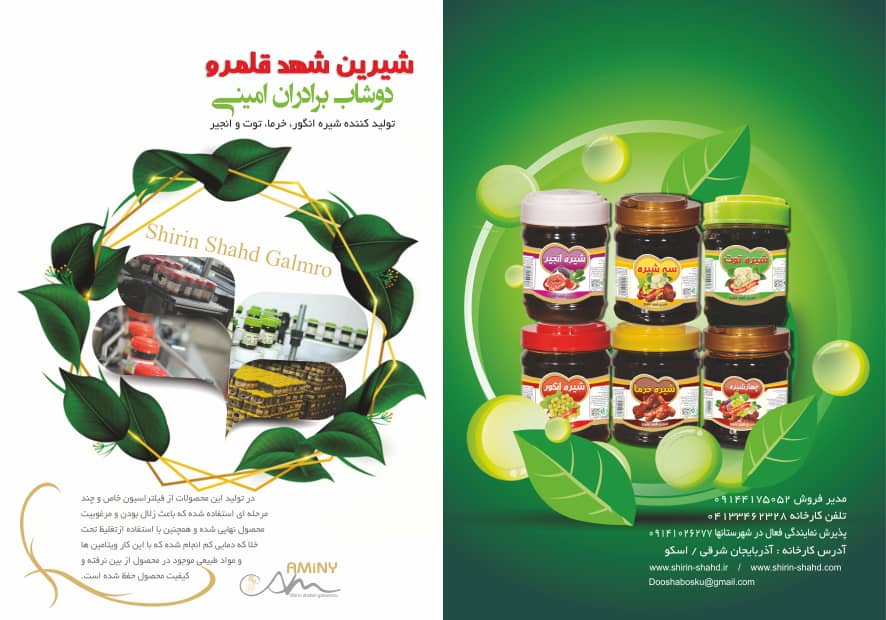 شیرین شهد قلمرو
دوشاب برادران امینی
تولید کننده شیره انگور، خرما، توت و انجیر
Shirin Shahd Galmro
در تولید این محصولات از فیلتراسیون خاص و چند
مرحله ای استفاده شده که باعث زلال بودن و مرغوبیت
محصول نهایی شده و همچنین با استفاده ازتغلیظ تحت
خلا که دمایی کم انجام شده که با این کار ویتامین ها
و مواد طبیعی موجود در محصول از بین نرفته و
کیفیت محصول حفظ شده است.
AMiNY
شیره انجیر
سه شیره
شیره توت
شیره انگور
شیره خرما
چهارشیره
مدیر فروش ۰۹۱۴۴۱۷۵۰۵۲
تلفن کارخانه ۰۴۱۳۳۴۶۲۳۲۸
پذیرش نمایندگی فعال در شهرستانها ۰۹۱۴۱۰۲۶۲۷۷
آدرس کارخانه : آذربایجان شرقی / اسکو
www.shirin-shahd.ir / www.shirin-shahd.com
Dooshabosku@gmail.com